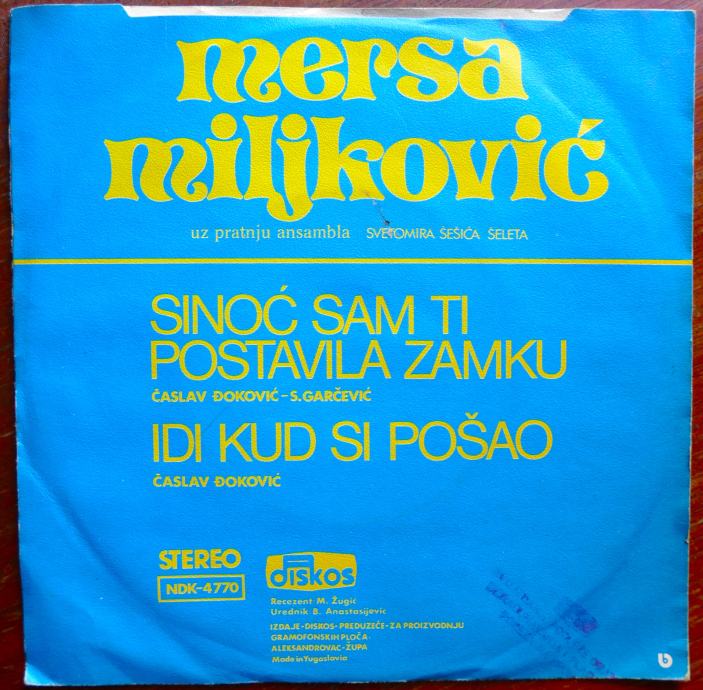 mersa
miljković
uz pratnju ansambla SVETOMIRA ŠEŠIĆA ŠELETA
SINOĆ SAM TI
POSTAVILA ZAMKU
ČASLAV ĐOKOVIĆ-S.GARČEVIĆ
IDI KUD SI POŠAO
ČASLAV ĐOKOVIĆ
STEREO
NDK-4770
diskos
Recezent M. Žugić
Urednik B. Anastasijević
IZDAJE-DISKOS-PREDUZEĆE-ZA PROIZVODNJU
GRAMOFONSKIH PLOČA-
ALEKSANDROVAC-ŽUPA
Made in Yugoslavia
b